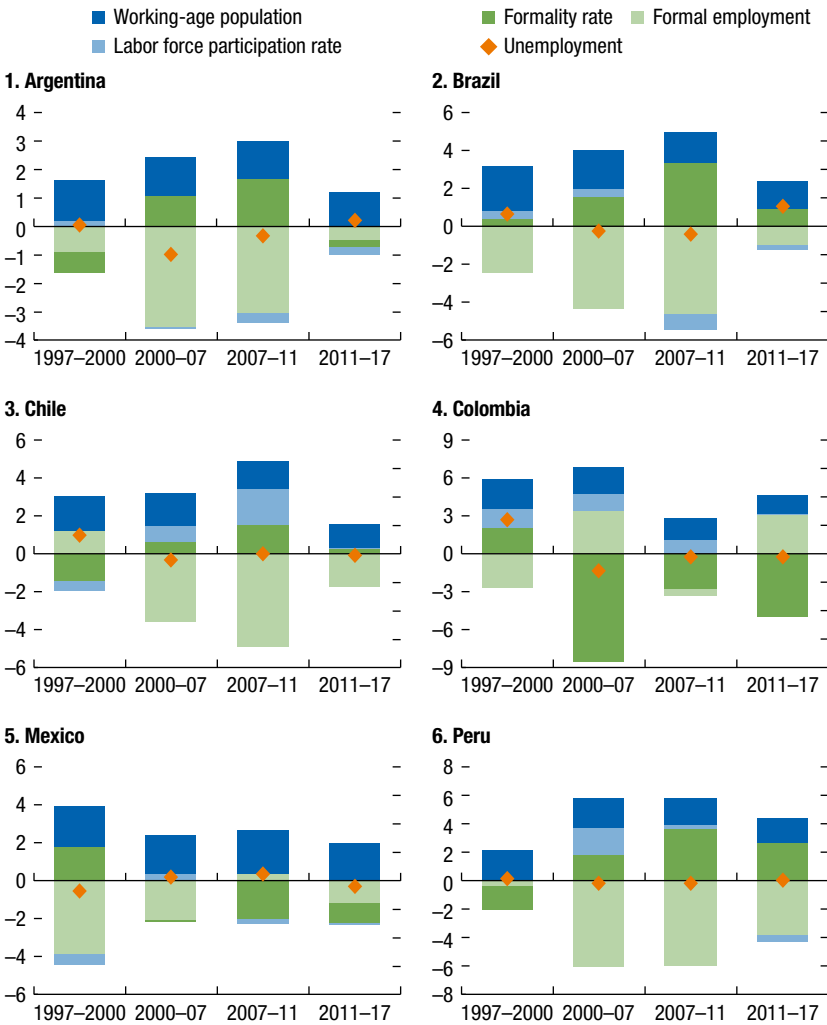 Working-age population
Labor force participation rate
Formality rate
Formal employment
Unemployment
1. Argentina
4
3
2
1
0
–1
–2
–3
–4
1997–2000 2000–07 2007–11 2011–17
2. Brazil
6
4
2
0
–2
–4
–6
1997–2000 2000–07 2007–11 2011–17
3. Chile
6
4
2
0
–2
–4
–6
1997–2000 2000–07 2007–11 2011–17
4. Colombia
9
6
3
0
–3
–6
–9
1997–2000 2000–07 2007–11 2011–17
5. Mexico
6
4
2
0
–2
–4
–6
1997–2000 2000–07 2007–11 2011–17
6. Peru
8
6
4
2
0
–2
–4
–6
–8
1997–2000 2000–07 2007–11 2011–17